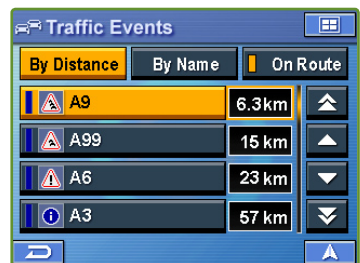 Traffic Events
By Distance By Name On Route
A9 6.3km
A99 15 km
A6 23 km
A3 57 km